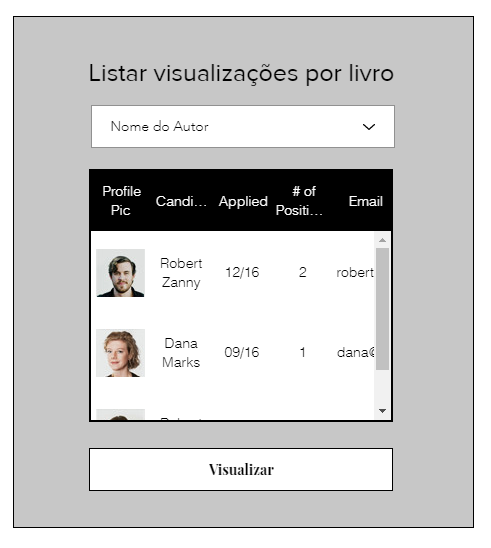 Listar visualizações por livro
Nome do Autor
Profile Pic Candi... Applied # of Positi... Email
Robert Zanny 12/16 2 robert
Dana Marks 09/16 1 dana@
Visualizar